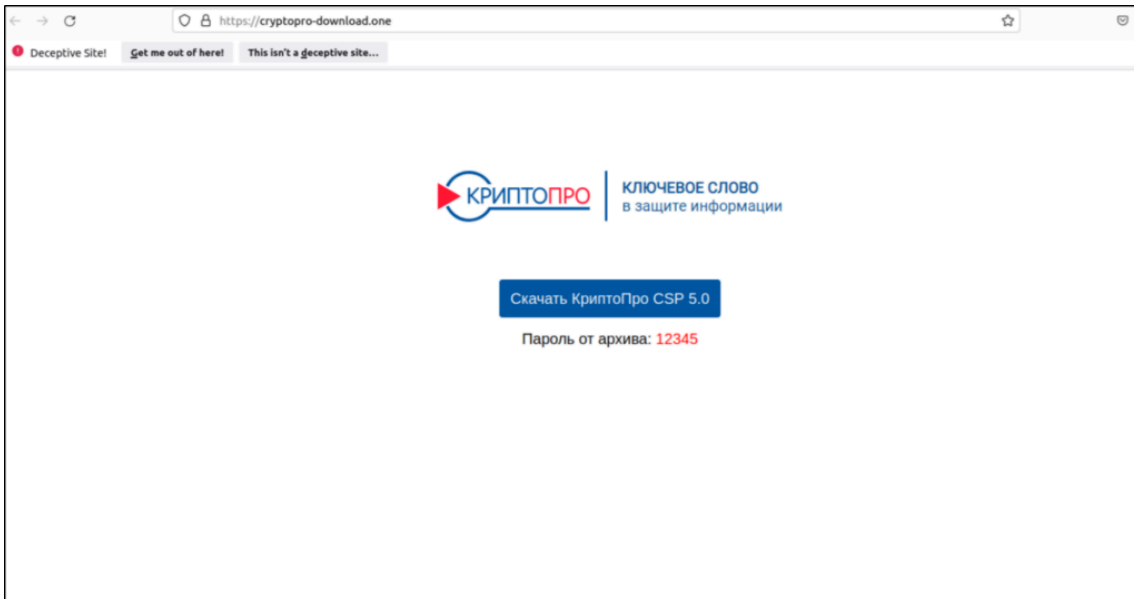 https://cryptopro-download.one
Deceptive Site! Get me out of here! This isn't a deceptive site...
КРИПТОПРО
КЛЮЧЕВОЕ СЛОВО
в защите информации
Скачать КриптоПро CSP 5.0
Пароль от архива: 12345